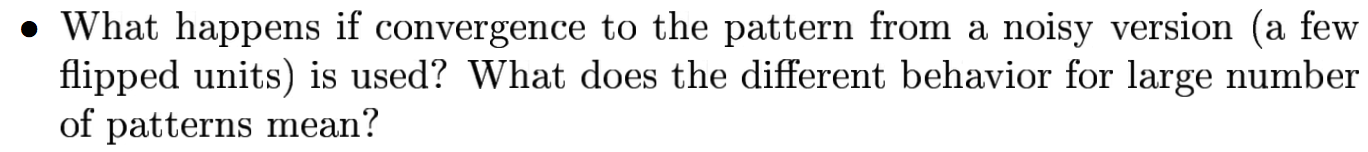 • What happens if convergence to the pattern from a noisy version (a few
flipped units) is used? What does the different behavior for large number
of patterns mean?